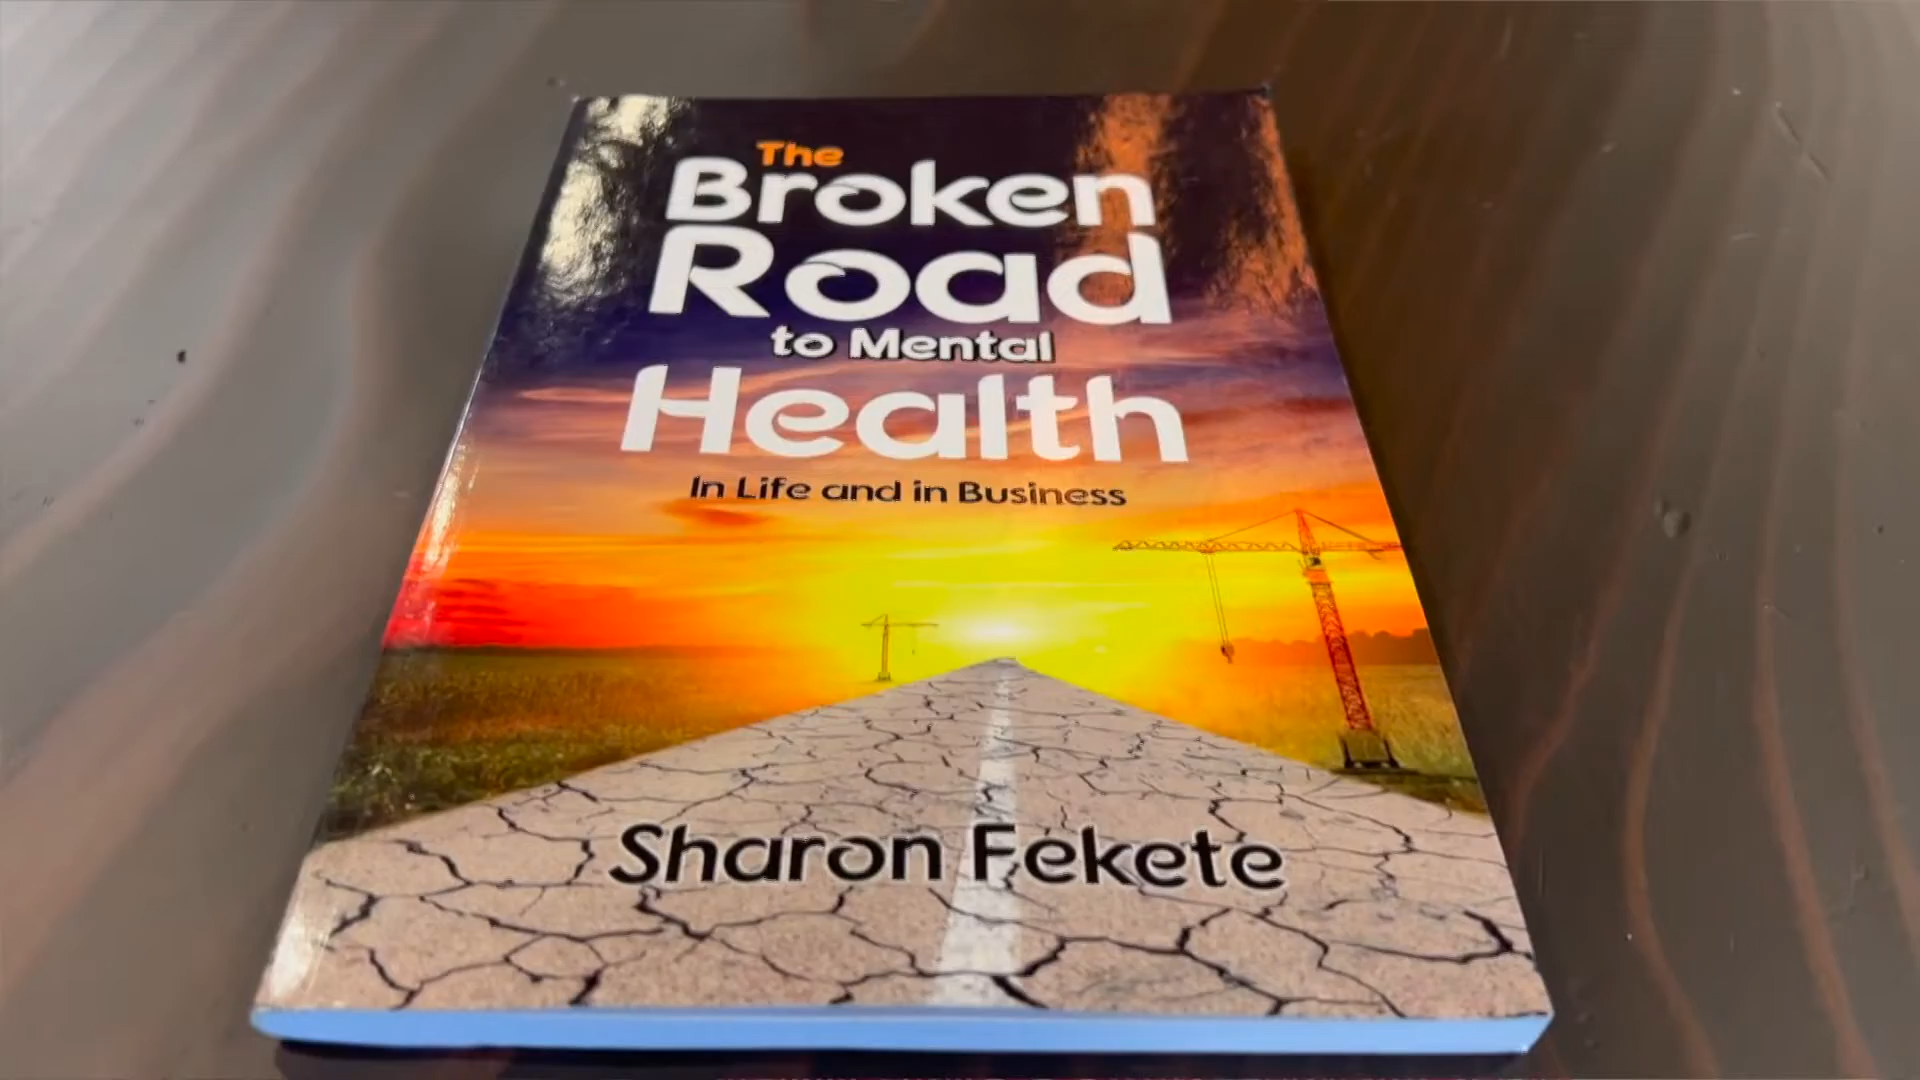 The
Broken
Road
to Mental
Health
In Life and in Business
Sharon Fekete